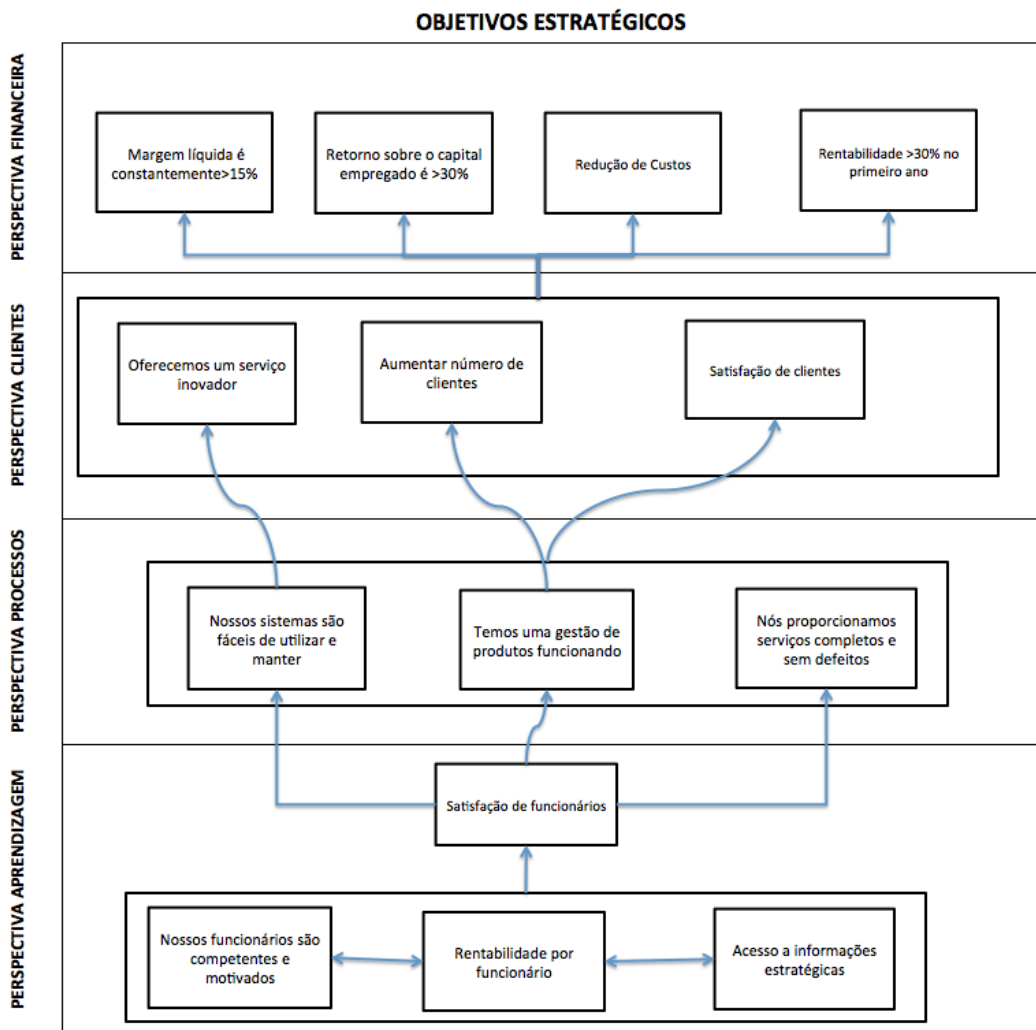 OBJETIVOS ESTRATÉGICOS
PERSPECTIVA FINANCEIRA
Margem líquida é
constantemente>15%
Retorno sobre o capital
empregado é >30%
Redução de Custos
Rentabilidade >30% no
primeiro ano
PERSPECTIVA CLIENTES
Oferecemos um serviço
inovador
Aumentar número de
clientes
Satisfação de clientes
PERSPECTIVA PROCESSOS
Nossos sistemas são
fáceis de utilizar e
manter
Temos uma gestão de
produtos funcionando
Nós proporcionamos
serviços completos e
sem defeitos
PERSPECTIVA APRENDIZAGEM
Satisfação de funcionários
Nossos funcionários são
competentes e
motivados
Rentabilidade por
funcionário
Acesso a informações
estratégicas